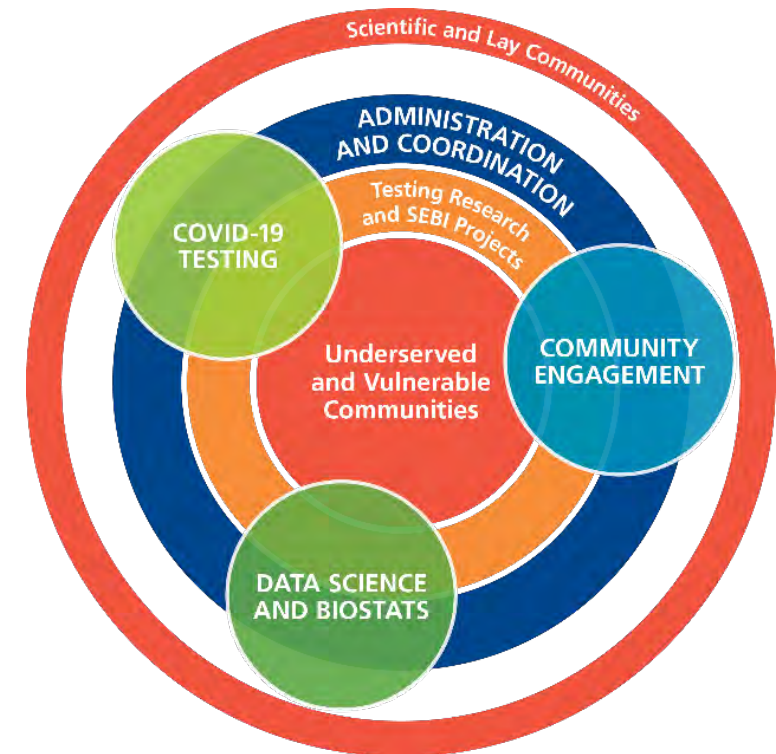 Scientific and Lay Communities
ADMINISTRATION
AND COORDINATION
Testing Research
and SEBI Projects
COVID-19
TESTING
Underserved
and Vulnerable
Communities
COMMUNITY
ENGAGEMENT
DATA SCIENCE
AND BIOSTATS